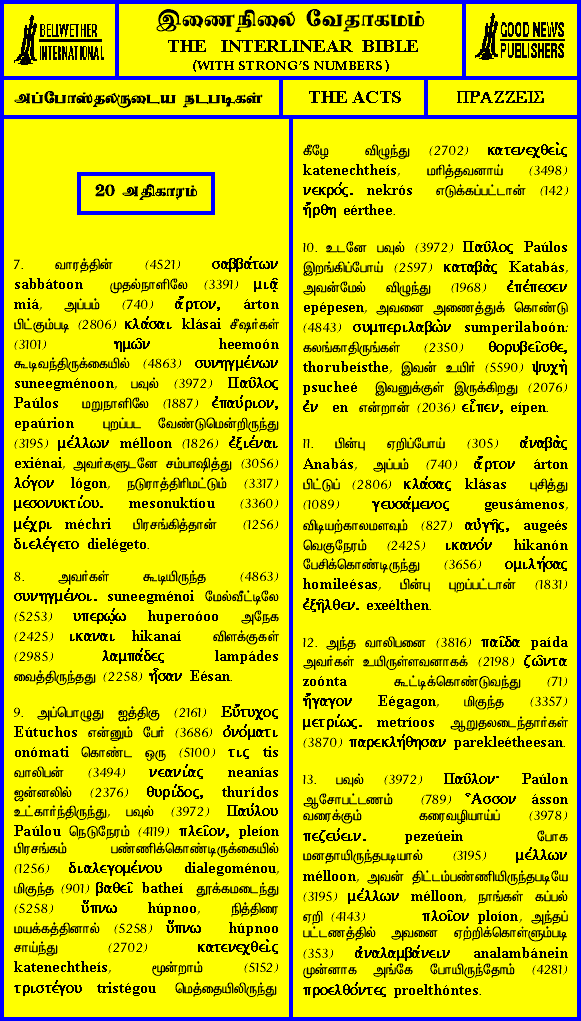 BELLWETHER
INTERNATIONAL
இணைநிலை வேதாகமம்
THE INTERLINEAR BIBLE
(WITH STRONG'S NUMBERS)
GOOD NEWS
PUBLISHERS
அப்போஸ்தலருடைய நடபடிகள்
THE ACTS
ΠΡΑΖΖΕΙΣ
20 அதிகாரம்
7. வாரத்தின் (4521) σαββάτων
sabbátoon முதல்நாளிலே (3391) μιᾷ
miá, அப்பம் (740) ἄρτον, árton
பிட்கும்படி (2806) κλάσαι klásai சீஷர்கள்
(3101) ημῶν heemoón
கூடிவந்திருக்கையில் (4863) συνηγμένων
suneegménoon, பவுல் (3972) Παῦλος
Paúlos மறுநாளிலே (1887) ἐπαύριον,
epaúrion புறப்பட வேண்டுமென்றிருந்து
(3195) μέλλων mélloon (1826) ἐξιέναι
exiénai, அவர்களுடனே சம்பாஷித்து (3056)
λόγον lógon, நடுராத்திரிமட்டும் (3317)
μεσονυκτίου. mesonuktíou (3360)
μέχρι méchri பிரசங்கித்தான் (1256)
διελέγετο dielégeto.
8. அவர்கள் கூடியிருந்த (4863)
συνηγμένοι. suneegménoi மேல்வீட்டிலே
(5253) υπερῴω huperoóoo அநேக
(2425) ικαναι hikanaí விளக்குகள்
(2985) λαμπάδες lampádes
வைத்திருந்தது (2258) ἦσαν Eésan.
9. அப்பொழுது ஐத்திகு (2161) Εὔτυχος
Eútuchos என்னும் பேர் (3686) ὀνόματι
onómati கொண்ட ஒரு (5100) τις tis
வாலிபன் (3494) νεανίας neanías
ஜன்னலில் (2376) θυρίδος, thurídos
உட்கார்ந்திருந்து, பவுல் (3972) Παύλου
Paúlou நெடுநேரம் (4119) πλεῖον, pleíon
பிரசங்கம் பண்ணிக்கொண்டிருக்கையில்
(1256) διαλεγομένου dialegoménou,
மிகுந்த (901) βαθεῖ batheí தூக்கமடைந்து
(5258) ὕπνω húpnoo, நித்திரை
மயக்கத்தினால் (5258) ὕπνω húpnoo
சாய்ந்து (2702) κατενεχθεὶς
katenechtheís, மூன்றாம் (5152)
τριστέγου tristégou மெத்தையிலிருந்து
கீழே விழுந்து (2702) κατενεχθεὶς
katenechtheís, மரித்தவனாய் (3498)
νεκρός. nekrós எடுக்கப்பட்டான் (142)
ἤρθη eérthee.
10. உடனே பவுல் (3972) Παῦλος Paúlos
இறங்கிப்போய் (2597) καταβὰς Katabás,
அவன்மேல் விழுந்து (1968) ἐπέπεσεν
epépesen, அவனை அணைத்துக் கொண்டு
(4843) συμπεριλαβὼν sumperilaboón;
கலங்காதிருங்கள் (2350) θορυβεῖσθε,
thorubeísthe, இவன் உயிர் (5590) ψυχὴ
psucheé இவனுக்குள் இருக்கிறது (2076)
ἐν en என்றான் (2036) εἶπεν, eípen.
11. பின்பு ஏறிப்போய் (305) ἀναβὰς
Anabás, அப்பம் (740) ἄρτον árton
பிட்டுப் (2806) κλάσας klásas புசித்து
(1089) γευσάμενος geusámenos,
விடியற்காலமளவும் (827) αὐγῆς, augeés
வெகுநேரம் (2425) ικανόν hikanón
பேசிக்கொண்டிருந்து (3656) ομιλήσας
homileésas, பின்பு புறப்பட்டான் (1831)
ἐξῆλθεν. exeélthen.
12. அந்த வாலிபனை (3816) παῖδα paída
அவர்கள் உயிருள்ளவனாகக் (2198) ζῶντα
zoónta கூட்டிக்கொண்டுவந்து (71)
ἤγαγον Eégagon, மிகுந்த (3357)
μετρίως. metríoos ஆறுதலடைந்தார்கள்
(3870) παρεκλήθησαν parekleétheesan.
13. பவுல் (3972) Παῦλον· Paúlon
ஆசோபட்டணம் (789) Ἆσσον ásson
வரைக்கும் கரைவழியாய்ப் (3978)
πεζεύειν. pezeúein போக
மனதாயிருந்தபடியால் (3195) μέλλων
mélloon, அவன் திட்டம்பண்ணியிருந்தபடியே
(3195) μέλλων mélloon, நாங்கள் கப்பல்
ஏறி (4143) πλοῖον ploíon, அந்தப்
பட்டணத்தில் அவனை ஏற்றிக்கொள்ளும்படி
(353) ἀναλαμβάνειν analambánein
முன்னாக அங்கே போயிருந்தோம் (4281)
προελθόντες proelthóntes.